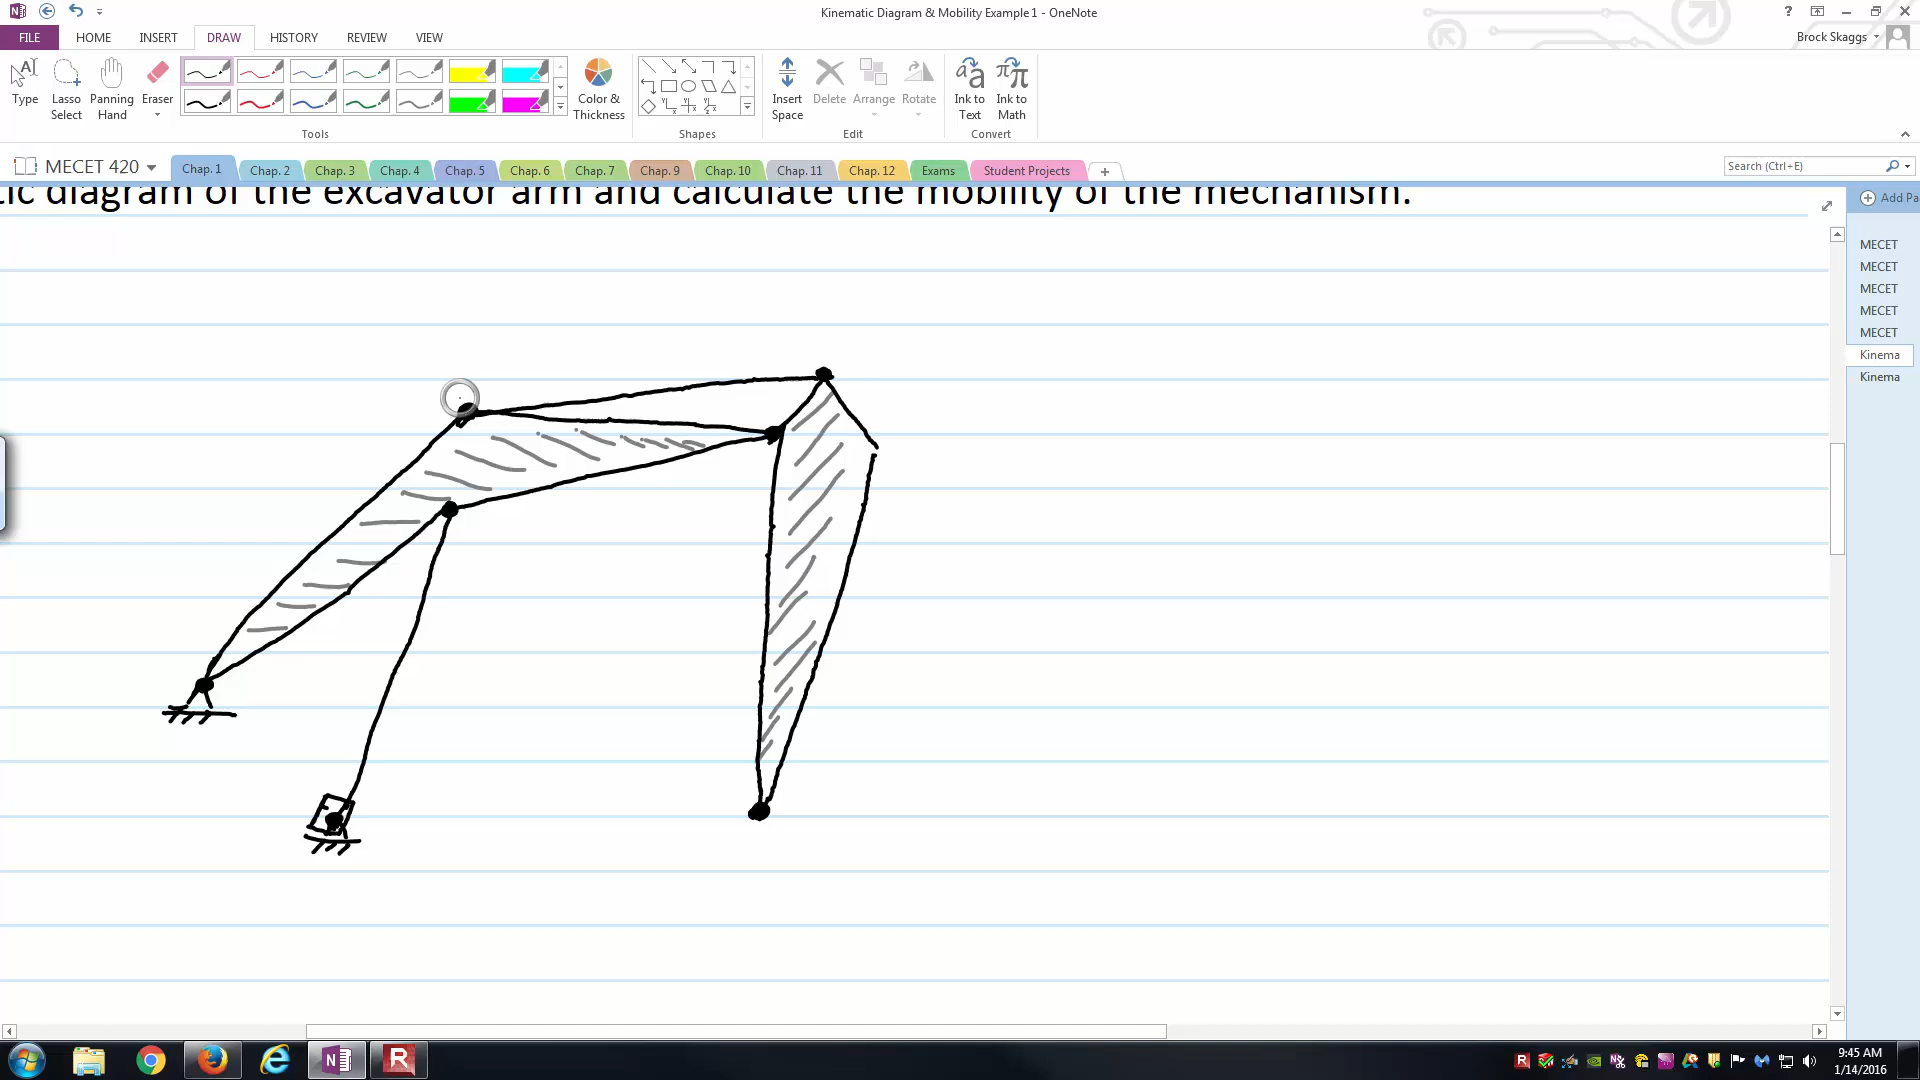 Kinematic Diagram & Mobility Example 1 - OneNote
FILE HOME INSERT DRAW HISTORY REVIEW VIEW
Brock Skaggs
Type Lasso Select Panning Hand Eraser
Color & Thickness
Insert Space Delete Arrange Rotate
Ink to Text Ink to Math
Tools Shapes Edit Convert
MECET 420 Chap. 1 Chap. 2 Chap. 3 Chap. 4 Chap. 5 Chap. 6 Chap. 7 Chap. 9 Chap. 10 Chap. 11 Chap. 12 Exams Student Projects
Search (Ctrl+E)
tic diagram of the excavator arm and calculate the mobility of the mechanism.
Add Pa
MECET
MECET
MECET
MECET
MECET
Kinema
Kinema
9:45 AM
1/14/2016